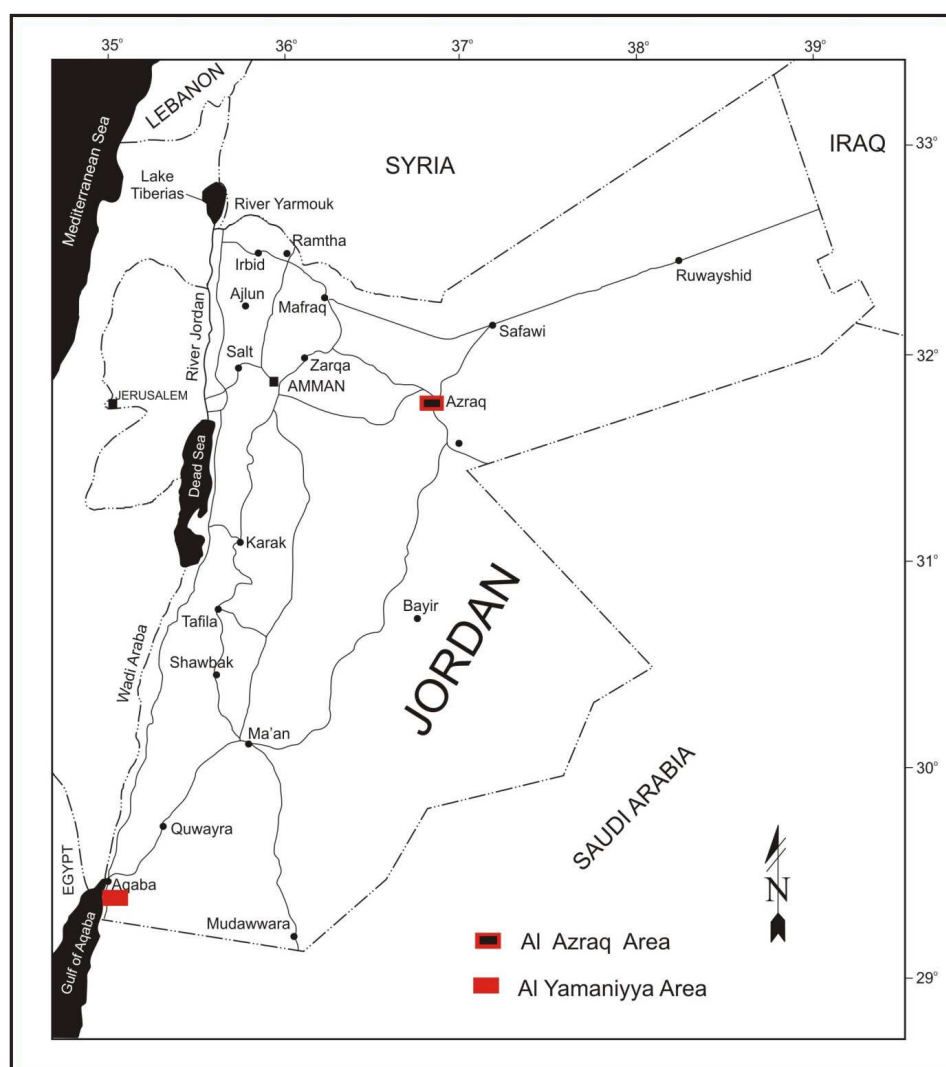 35°
36°
37°
38°
39°
LEBANON
Mediterranean Sea
SYRIA
IRAQ
33°
Lake
Tiberias
River Yarmouk
Ramtha
Irbid
Ruwayshid
Ajlun
Mafraq
River Jordan
Safawi
32°
Salt
Zarqa
AMMAN
JERUSALEM
Azraq
Dead Sea
Karak
31°
JORDAN
Bayir
Tafila
Wadi Araba
Shawbak
Ma'an
30°
SAUDI ARABIA
Quwayra
EGYPT
Aqaba
N
Gulf of Aqaba
Mudawwara
Al Azraq Area
29°
Al Yamaniyya Area